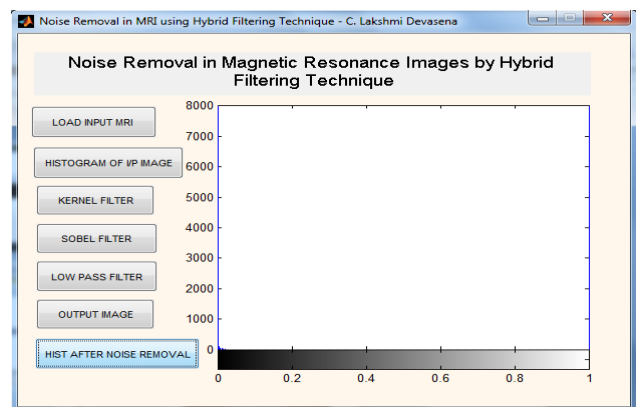 Noise Removal in MRI using Hybrid Filtering Technique - C. Lakshmi Devasena
Noise Removal in Magnetic Resonance Images by Hybrid
Filtering Technique
LOAD INPUT MRI
HISTOGRAM OF I/P IMAGE
KERNEL FILTER
SOBEL FILTER
LOW PASS FILTER
OUTPUT IMAGE
HIST AFTER NOISE REMOVAL
8000
7000
6000
5000
4000
3000
2000
1000
0
0 0.2 0.4 0.6 0.8 1